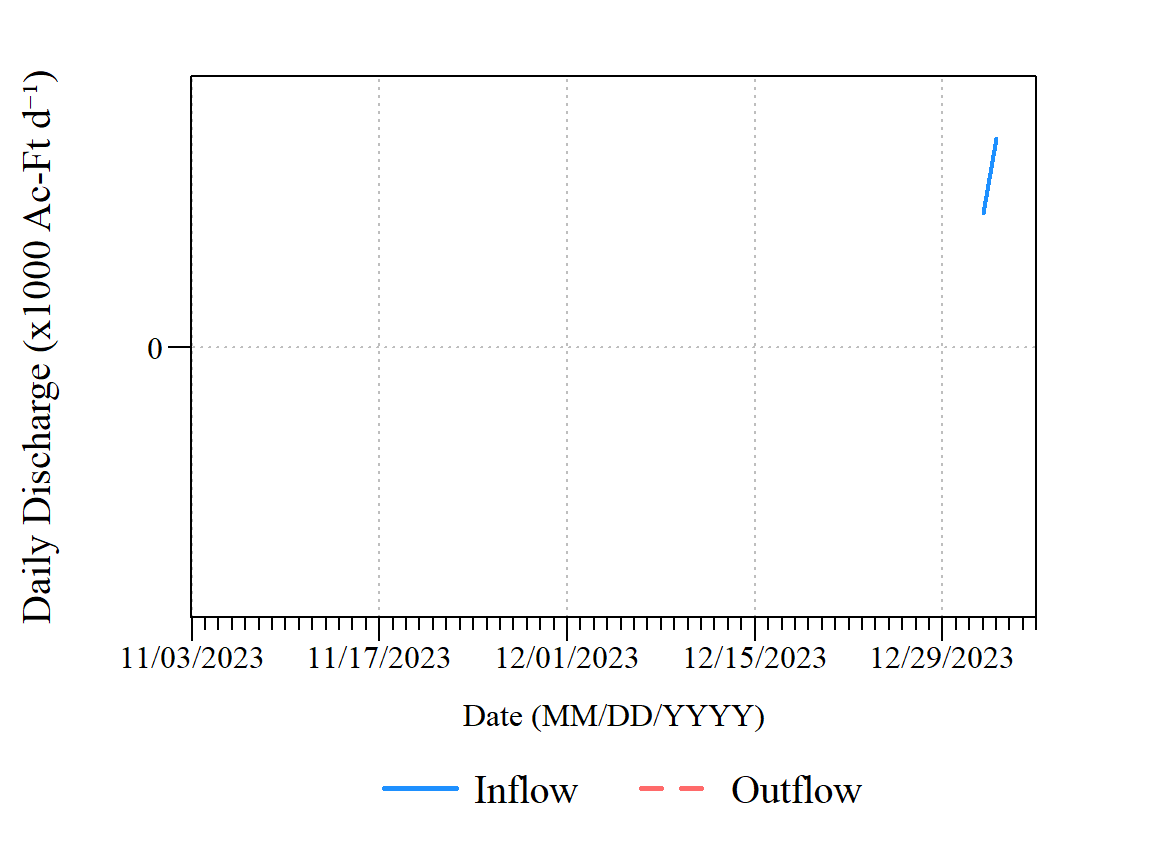 Daily Discharge (x1000 Ac-Ft d⁻¹)
0
11/03/2023 11/17/2023 12/01/2023 12/15/2023 12/29/2023
Date (MM/DD/YYYY)
Inflow Outflow